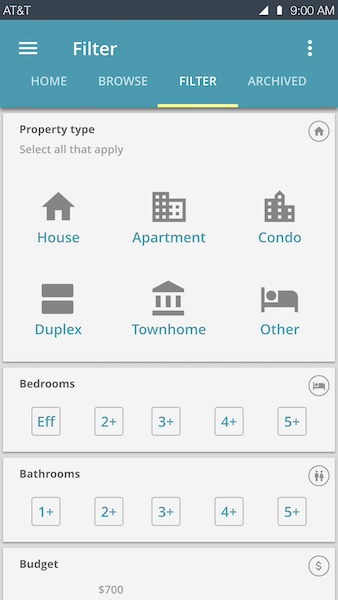 AT&T 9:00 AM
Filter
HOME BROWSE FILTER ARCHIVED
Property type
Select all that apply
House Apartment Condo
Duplex Townhome Other
Bedrooms
Eff 2+ 3+ 4+ 5+
Bathrooms
1+ 2+ 3+ 4+ 5+
Budget
$
$700